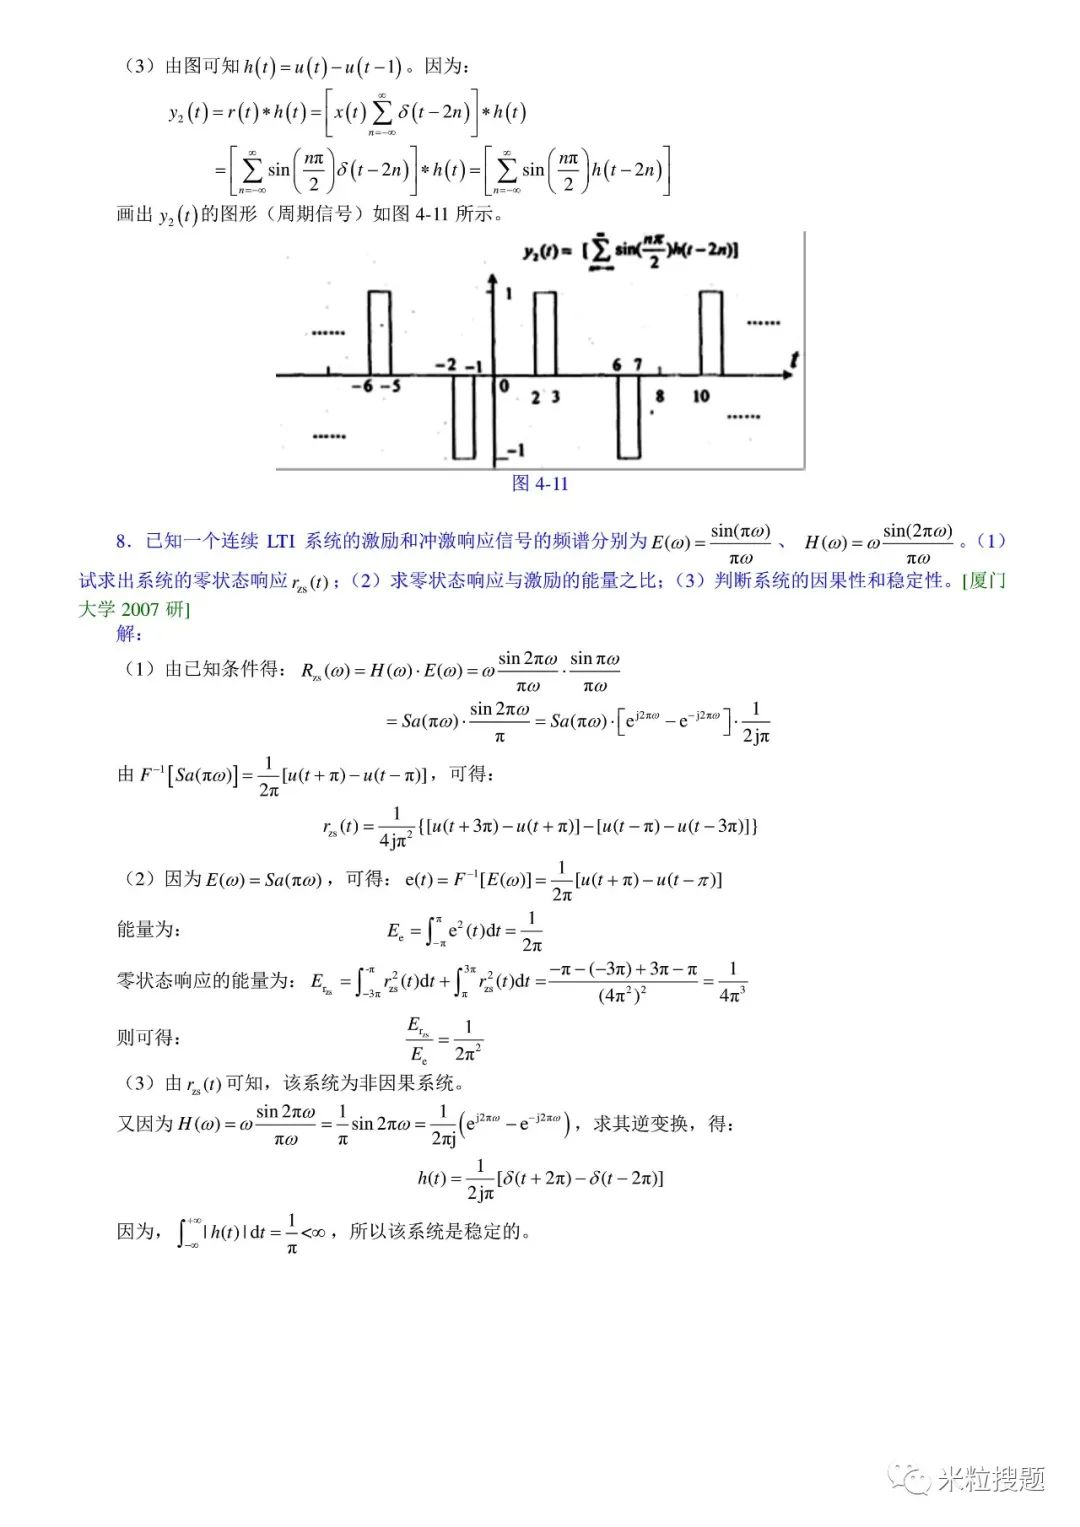 （3）由图可知 h(t) = u(t) − u(t − 1)。因为：
y₂(t) = r(t) * h(t) = [x(t) ∑_{n=−∞}^{∞} δ(t − 2n)] * h(t)
= [∑_{n=−∞}^{∞} sin(nπ/2) δ(t − 2n)] * h(t) = [∑_{n=−∞}^{∞} sin(nπ/2) h(t − 2n)]
画出 y₂(t) 的图形（周期信号）如图 4-11 所示。
y₂(t) = [∑ sin(nπ/2)h(t − 2n)]
1
...... ......
−2 −1 6 7 t
−6 −5 0 2 3 8 10
...... ......
−1
图 4-11
8．已知一个连续 LTI 系统的激励和冲激响应信号的频谱分别为 E(ω) = sin(πω)/πω 、 H(ω) = ω sin(2πω)/πω 。（1）
试求出系统的零状态响应 r_zs(t)；（2）求零状态响应与激励的能量之比；（3）判断系统的因果性和稳定性。[厦门
大学 2007 研]
解：
（1）由已知条件得： R_zs(ω) = H(ω)·E(ω) = ω sin 2πω/πω · sin πω/πω
= Sa(πω)· sin 2πω/π = Sa(πω)·[e^{j2πω} − e^{−j2πω}]· 1/2jπ
由 F⁻¹[Sa(πω)] = 1/2π [u(t + π) − u(t − π)]，可得：
r_zs(t) = 1/4jπ² {[u(t + 3π) − u(t + π)] − [u(t − π) − u(t − 3π)]}
（2）因为 E(ω) = Sa(πω)，可得： e(t) = F⁻¹[E(ω)] = 1/2π [u(t + π) − u(t − π)]
能量为： E_e = ∫_{−π}^{π} e²(t)dt = 1/2π
零状态响应的能量为： E_{r_zs} = ∫_{−3π}^{-π} r²_zs(t)dt + ∫_{π}^{3π} r²_zs(t)dt = −π − (−3π) + 3π − π/(4π²)² = 1/4π³
则可得： E_{r_zs}/E_e = 1/2π²
（3）由 r_zs(t) 可知，该系统为非因果系统。
又因为 H(ω) = ω sin 2πω/πω = 1/π sin 2πω = 1/2πj (e^{j2πω} − e^{−j2πω})，求其逆变换，得：
h(t) = 1/2jπ [δ(t + 2π) − δ(t − 2π)]
因为，∫_{−∞}^{+∞} |h(t)| dt = 1/π <∞，所以该系统是稳定的。
米粒搜题